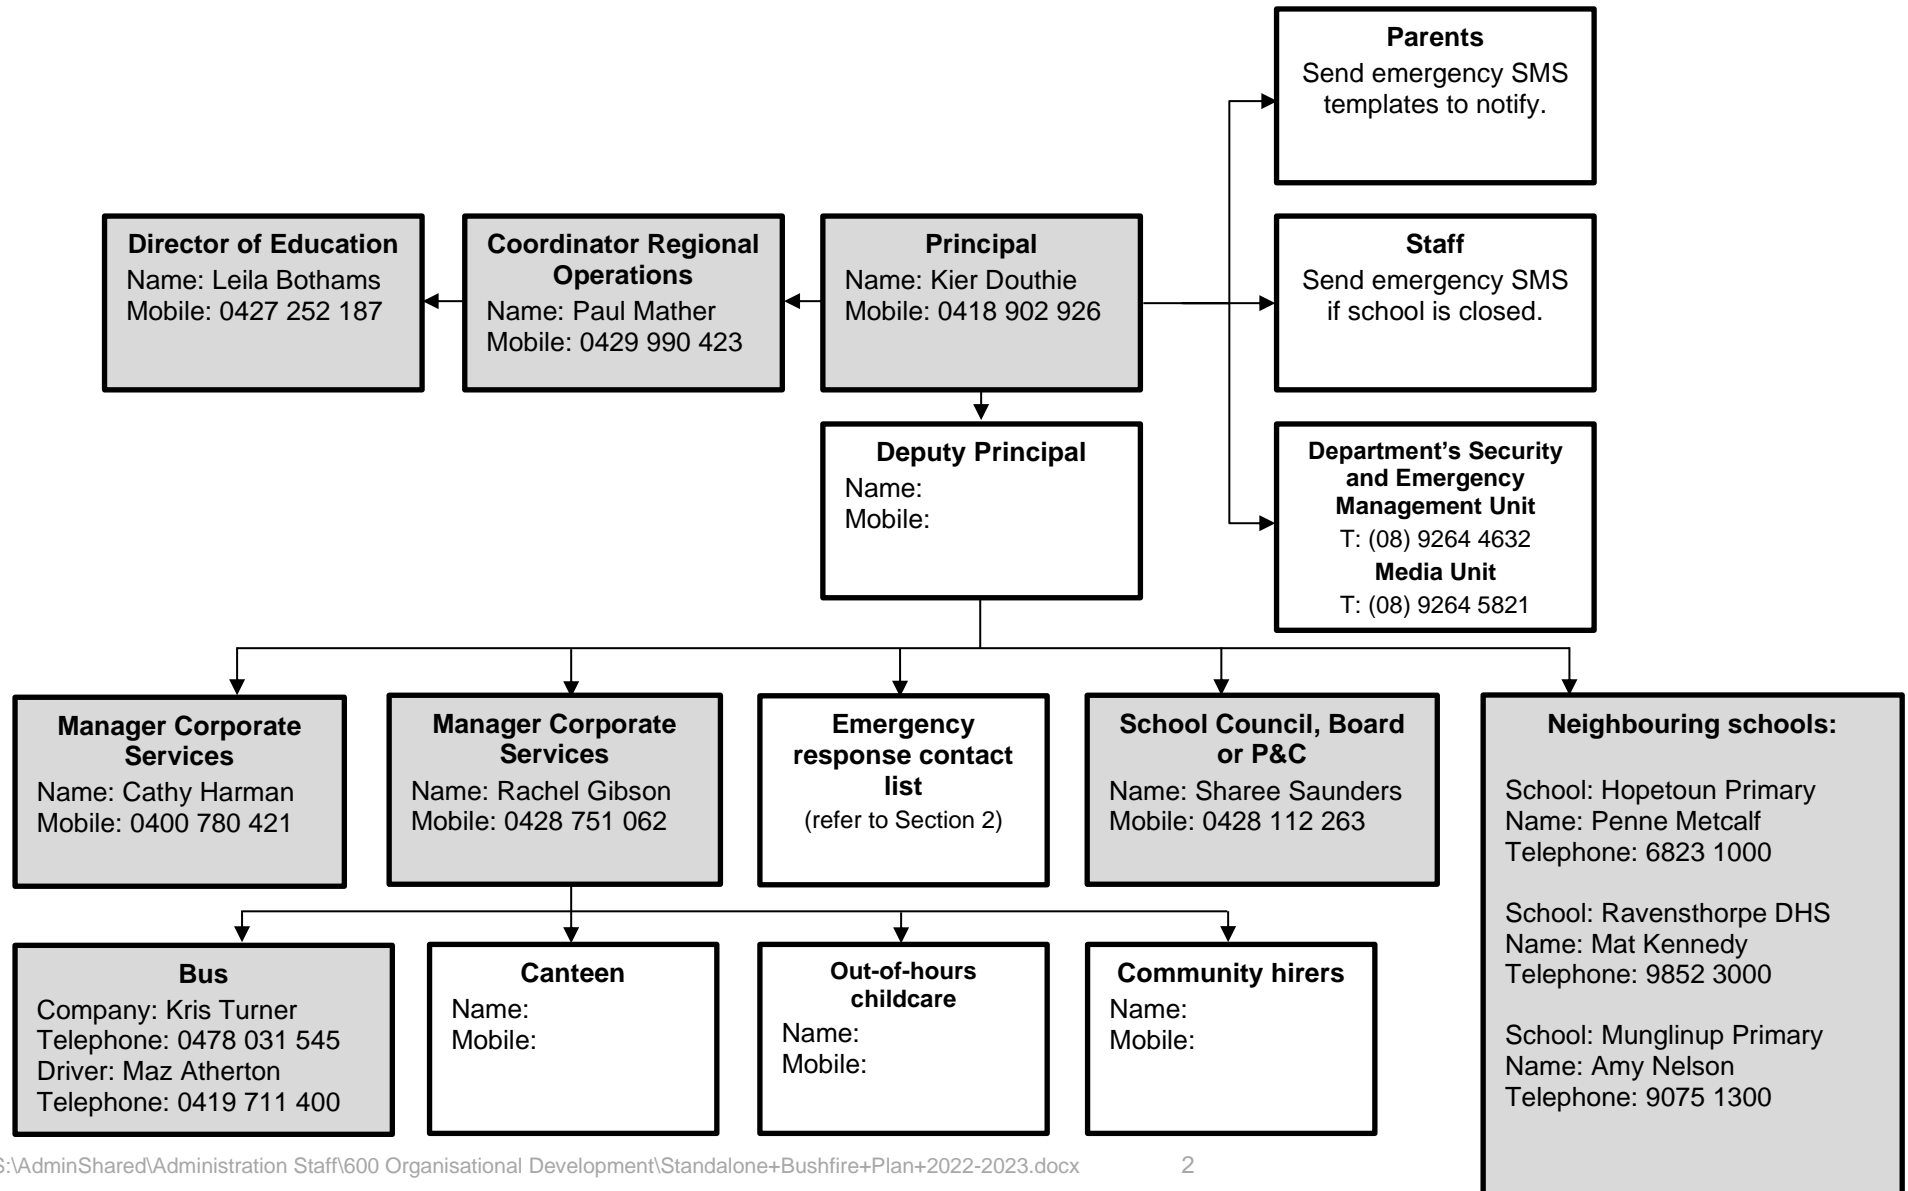 Parents
Send emergency SMS
templates to notify.
Director of Education
Name: Leila Bothams
Mobile: 0427 252 187
Coordinator Regional
Operations
Name: Paul Mather
Mobile: 0429 990 423
Principal
Name: Kier Douthie
Mobile: 0418 902 926
Staff
Send emergency SMS
if school is closed.
Deputy Principal
Name:
Mobile:
Department’s Security
and Emergency
Management Unit
T: (08) 9264 4632
Media Unit
T: (08) 9264 5821
Manager Corporate
Services
Name: Cathy Harman
Mobile: 0400 780 421
Manager Corporate
Services
Name: Rachel Gibson
Mobile: 0428 751 062
Emergency
response contact
list
(refer to Section 2)
School Council, Board
or P&C
Name: Sharee Saunders
Mobile: 0428 112 263
Neighbouring schools:
School: Hopetoun Primary
Name: Penne Metcalf
Telephone: 6823 1000
School: Ravensthorpe DHS
Name: Mat Kennedy
Telephone: 9852 3000
School: Munglinup Primary
Name: Amy Nelson
Telephone: 9075 1300
Bus
Company: Kris Turner
Telephone: 0478 031 545
Driver: Maz Atherton
Telephone: 0419 711 400
Canteen
Name:
Mobile:
Out-of-hours
childcare
Name:
Mobile:
Community hirers
Name:
Mobile:
S:\AdminShared\Administration Staff\600 Organisational Development\Standalone+Bushfire+Plan+2022-2023.docx 2